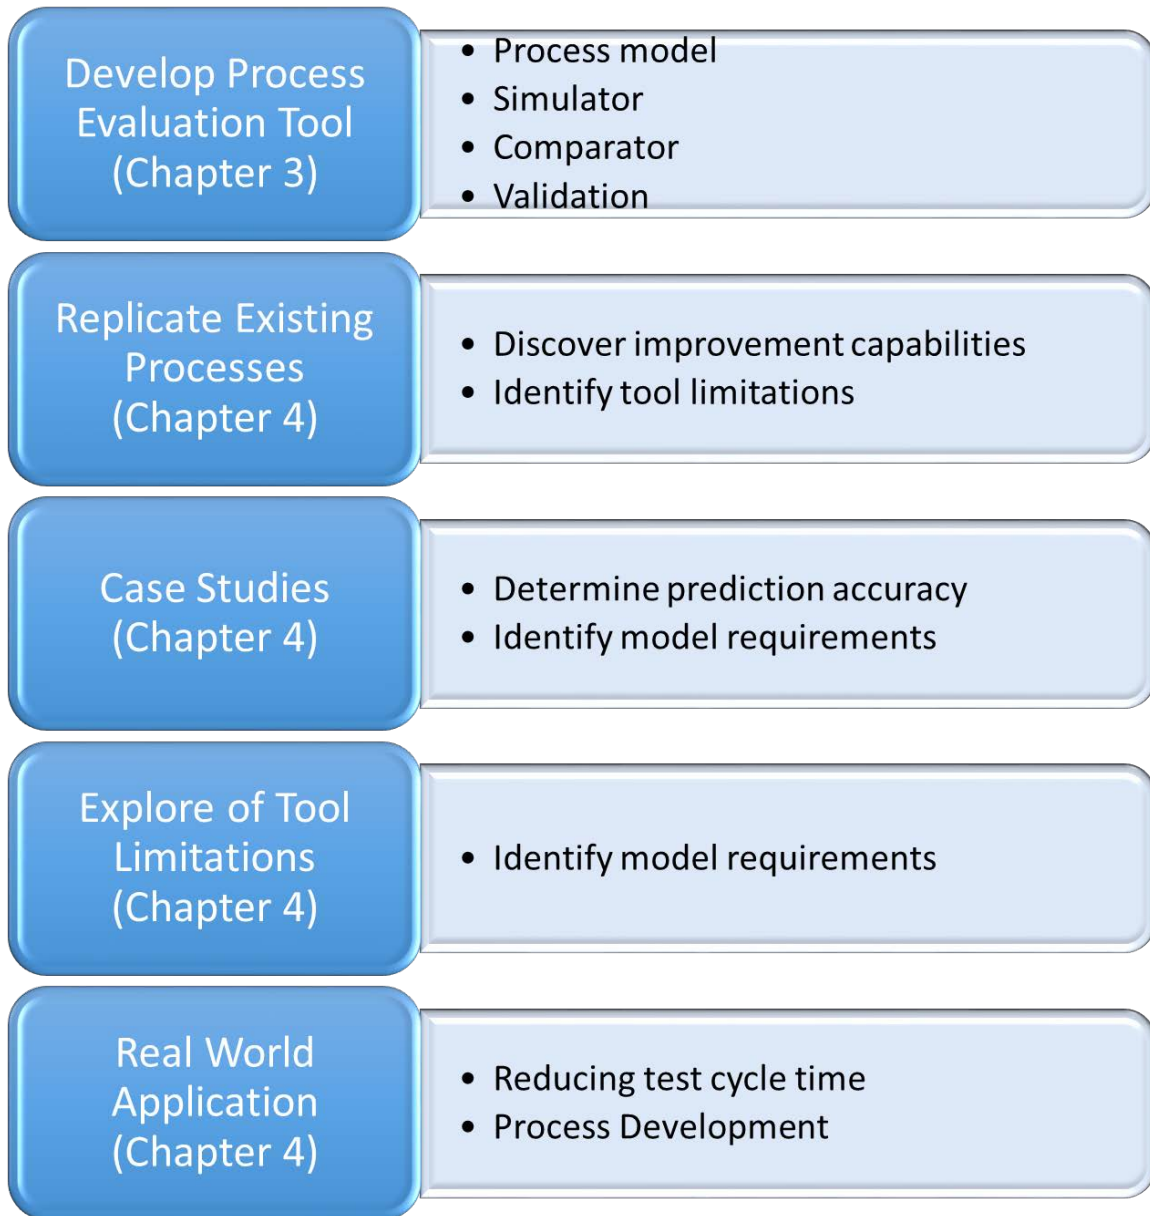 Develop Process
Evaluation Tool
(Chapter 3)
• Process model
• Simulator
• Comparator
• Validation
Replicate Existing
Processes
(Chapter 4)
• Discover improvement capabilities
• Identify tool limitations
Case Studies
(Chapter 4)
• Determine prediction accuracy
• Identify model requirements
Explore of Tool
Limitations
(Chapter 4)
• Identify model requirements
Real World
Application
(Chapter 4)
• Reducing test cycle time
• Process Development